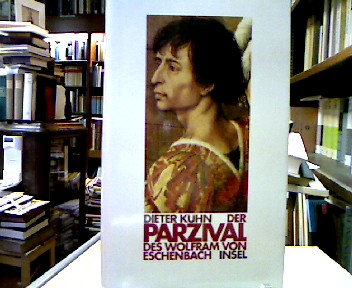 DIETER KUHN DER
PARZIVAL
DES WOLFRAM VON
ESCHENBACH INSEL